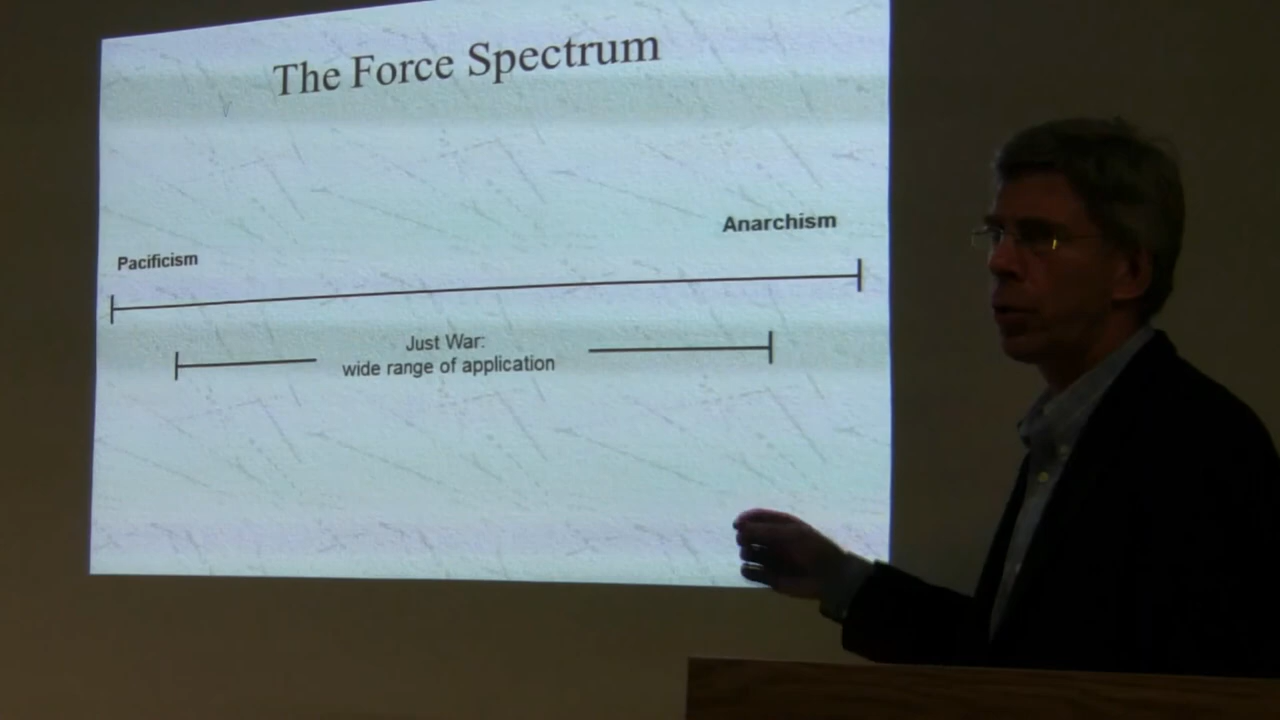 The Force Spectrum
Anarchism
Pacificism
Just War:
wide range of application